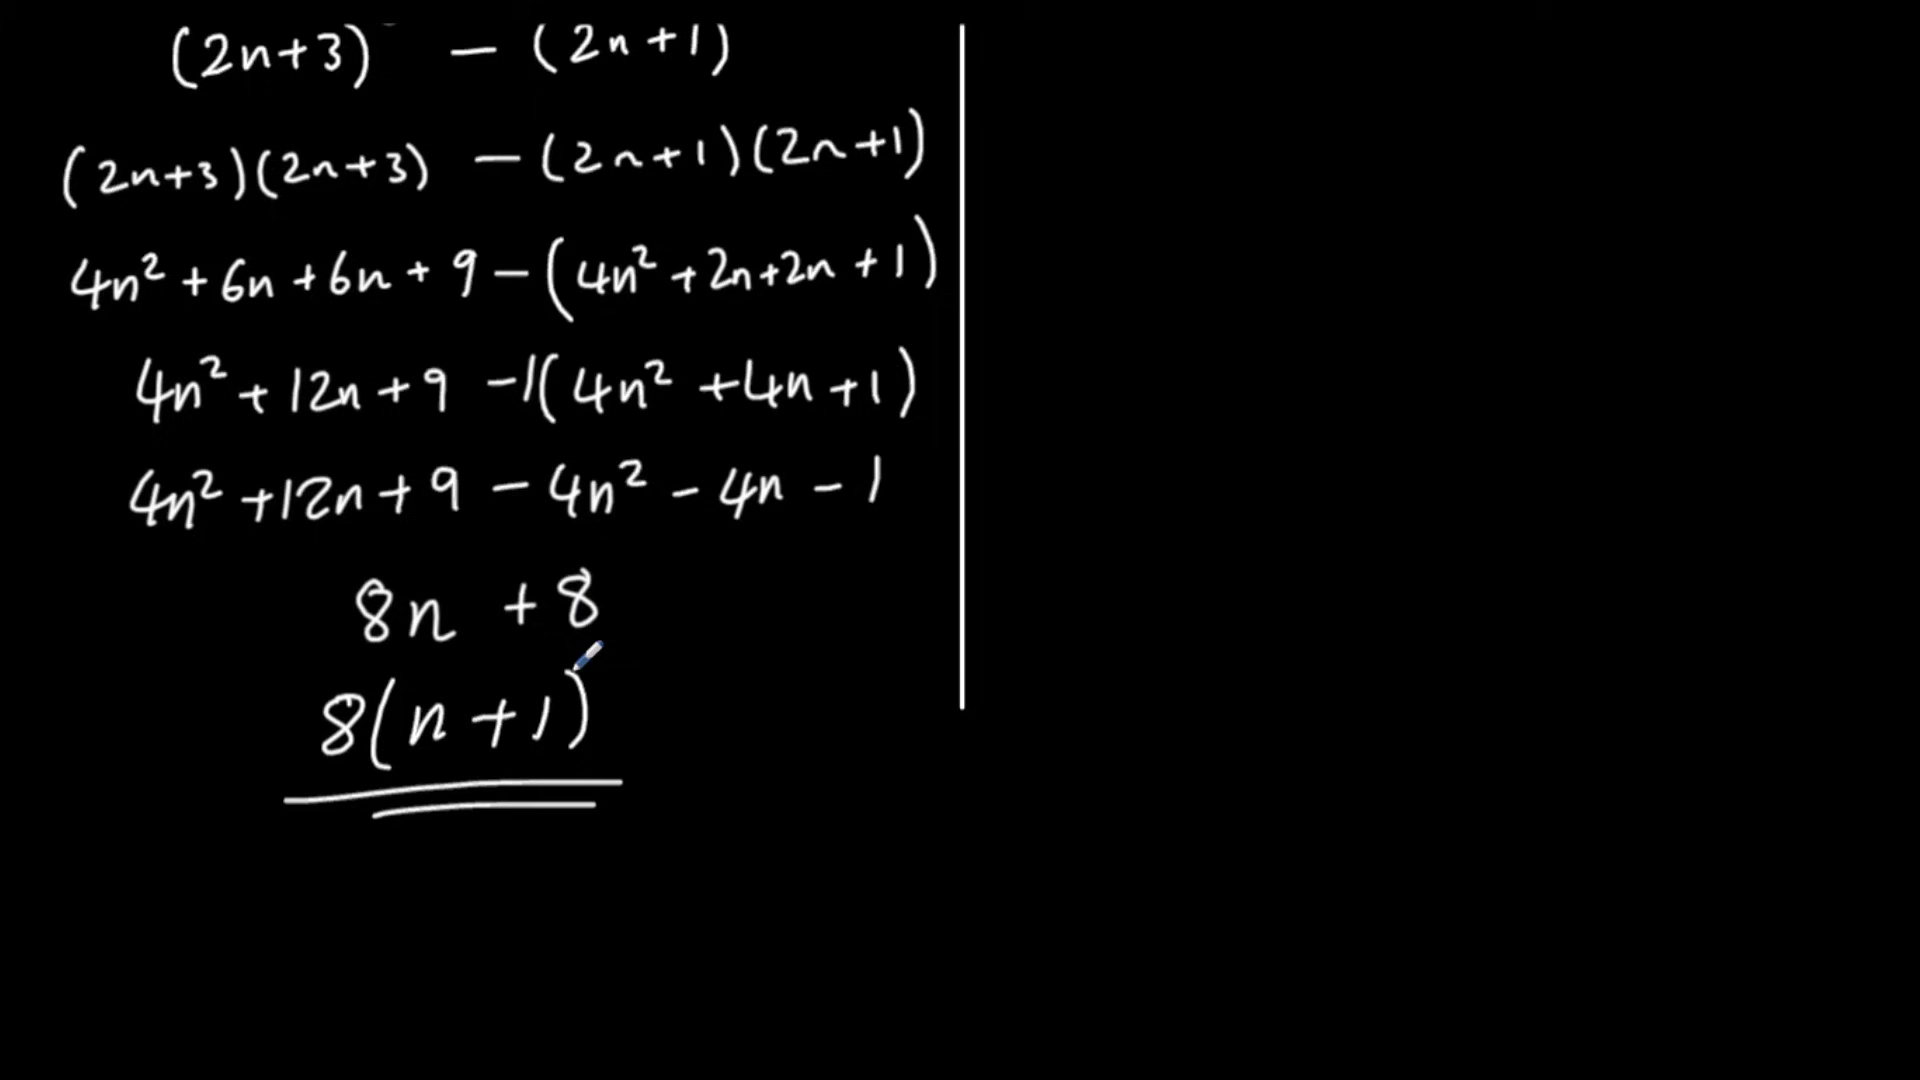 (2n+3) - (2n+1)
(2n+3)(2n+3) - (2n+1)(2n+1)
4n² + 6n + 6n + 9 - (4n² + 2n + 2n + 1)
4n² + 12n + 9 - 1(4n² + 4n + 1)
4n² + 12n + 9 - 4n² - 4n - 1
8n + 8
8(n+1)